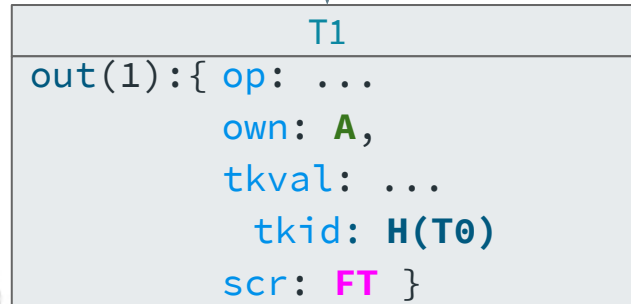 T1
out(1):{ op: ...
own: A,
tkval: ...
tkid: H(T0)
scr: FT }